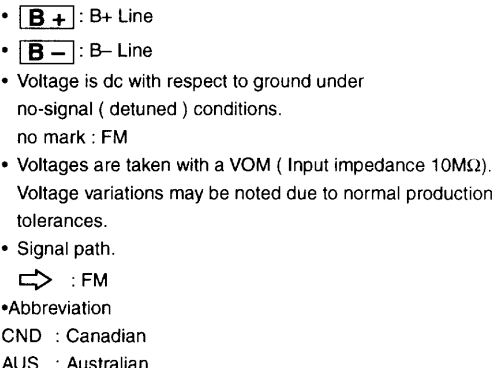 • B + : B+ Line
• B – : B– Line
• Voltage is dc with respect to ground under
no-signal ( detuned ) conditions.
no mark : FM
• Voltages are taken with a VOM ( Input impedance 10MΩ).
Voltage variations may be noted due to normal production
tolerances.
• Signal path.
: FM
•Abbreviation
CND : Canadian
AUS : Australian